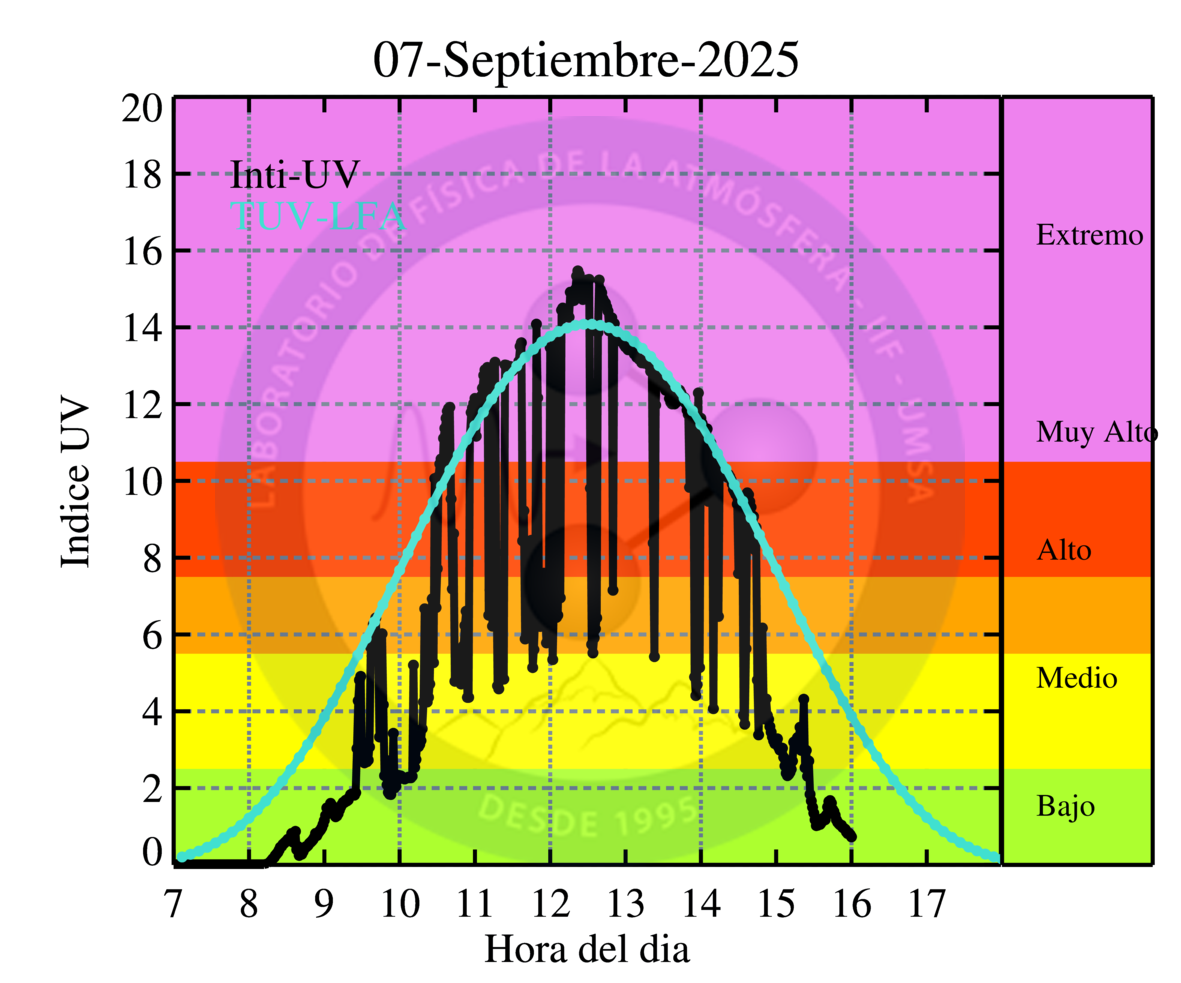 07-Septiembre-2025
20
18
16
14
12
10
8
6
4
2
0
Indice UV
Inti-UV
TUV-LFA
LABORATORIO DE FÍSICA DE LA ATMÓSFERA - IIF - UMSA
DESDE 1995
Extremo
Muy Alto
Alto
Medio
Bajo
7 8 9 10 11 12 13 14 15 16 17
Hora del dia